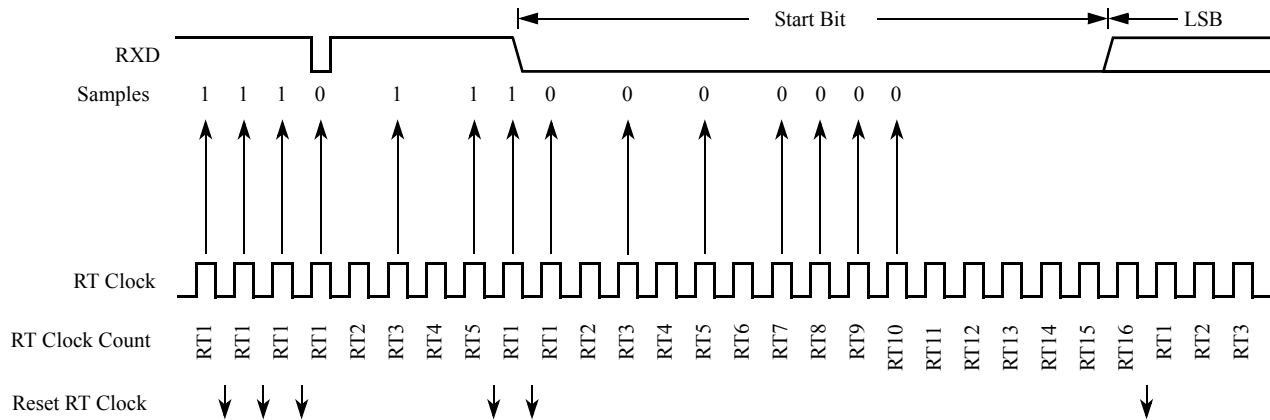 Start Bit LSB
RXD
Samples 1 1 1 0 1 1 1 0 0 0 0 0 0 0
RT Clock
RT Clock Count RT1 RT1 RT1 RT1 RT2 RT3 RT4 RT5 RT1 RT1 RT2 RT3 RT4 RT5 RT6 RT7 RT8 RT9 RT10 RT11 RT12 RT13 RT14 RT15 RT16 RT1 RT2 RT3
Reset RT Clock